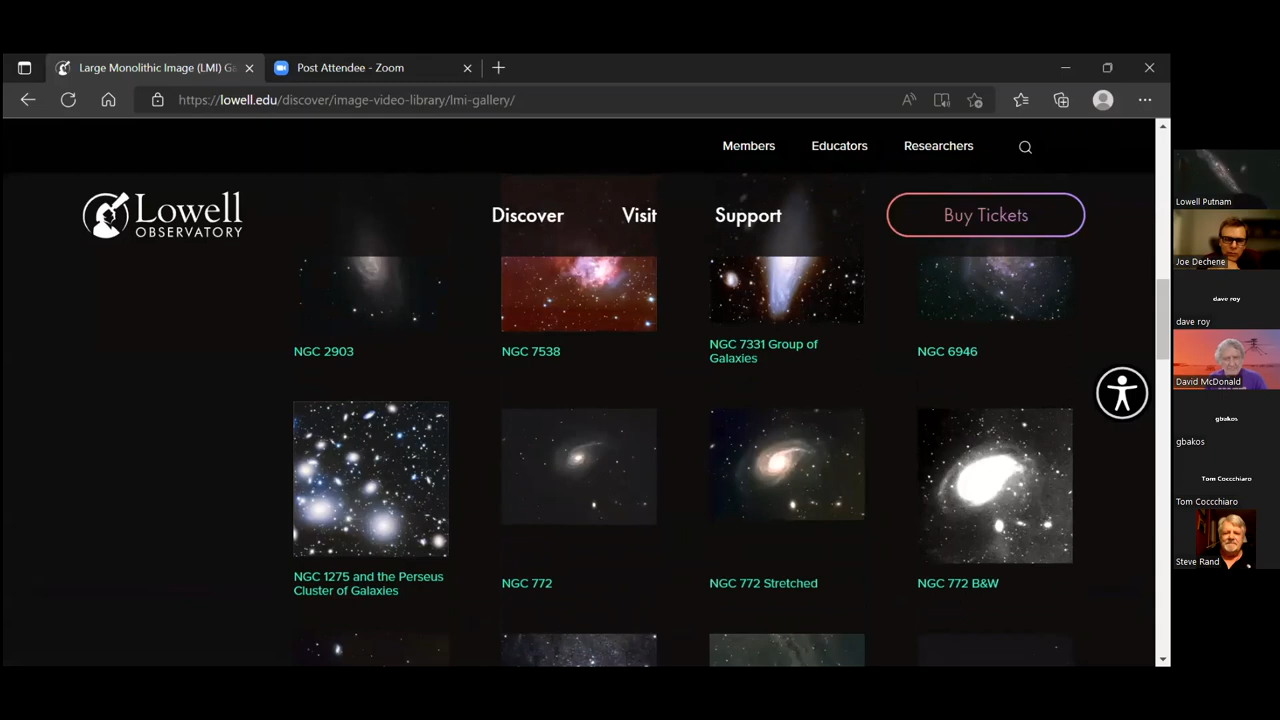 Large Monolithic Image (LMI) Ga
Post Attendee - Zoom
https://lowell.edu/discover/image-video-library/lmi-gallery/
Members Educators Researchers
Lowell
OBSERVATORY
Discover Visit Support Buy Tickets
NGC 2903
NGC 7538
NGC 7331 Group of
Galaxies
NGC 6946
NGC 1275 and the Perseus
Cluster of Galaxies
NGC 772
NGC 772 Stretched
NGC 772 B&W
Lowell Putnam
Joe Dechene
dave roy
dave roy
David McDonald
gbakos
gbakos
Tom Coccchiaro
Tom Coccchiaro
Steve Rand